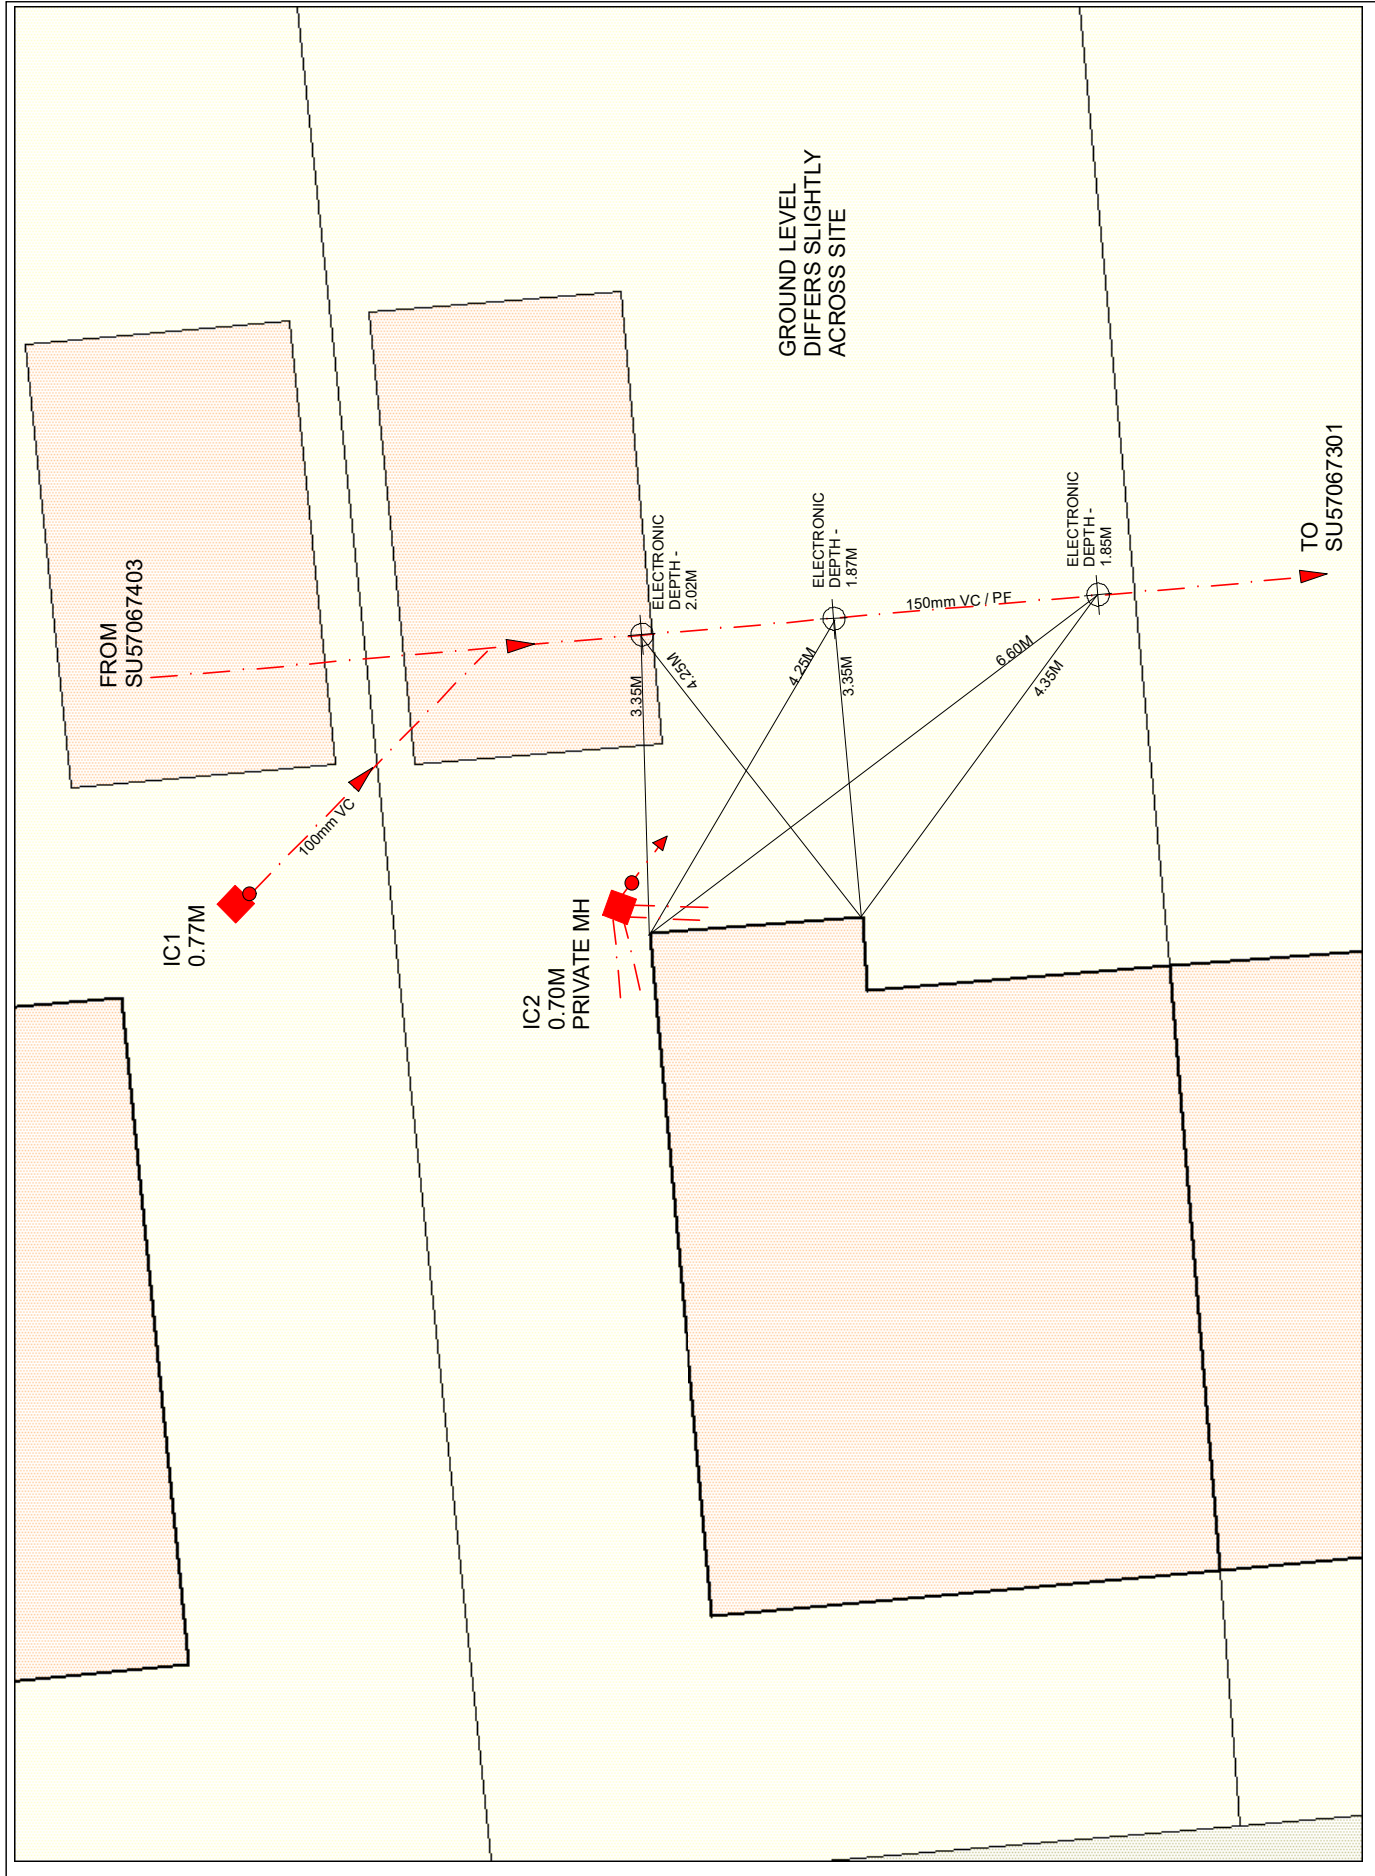 FROM
SU57067403
GROUND LEVEL
DIFFERS SLIGHTLY
ACROSS SITE
100mm VC
IC1
0.77M
IC2
0.70M
PRIVATE MH
ELECTRONIC
DEPTH -
2.02M
3.35M
4.25M
ELECTRONIC
DEPTH -
1.87M
4.25M
3.35M
150mm VC / PF
ELECTRONIC
DEPTH -
1.85M
6.60M
4.35M
TO
SU57067301